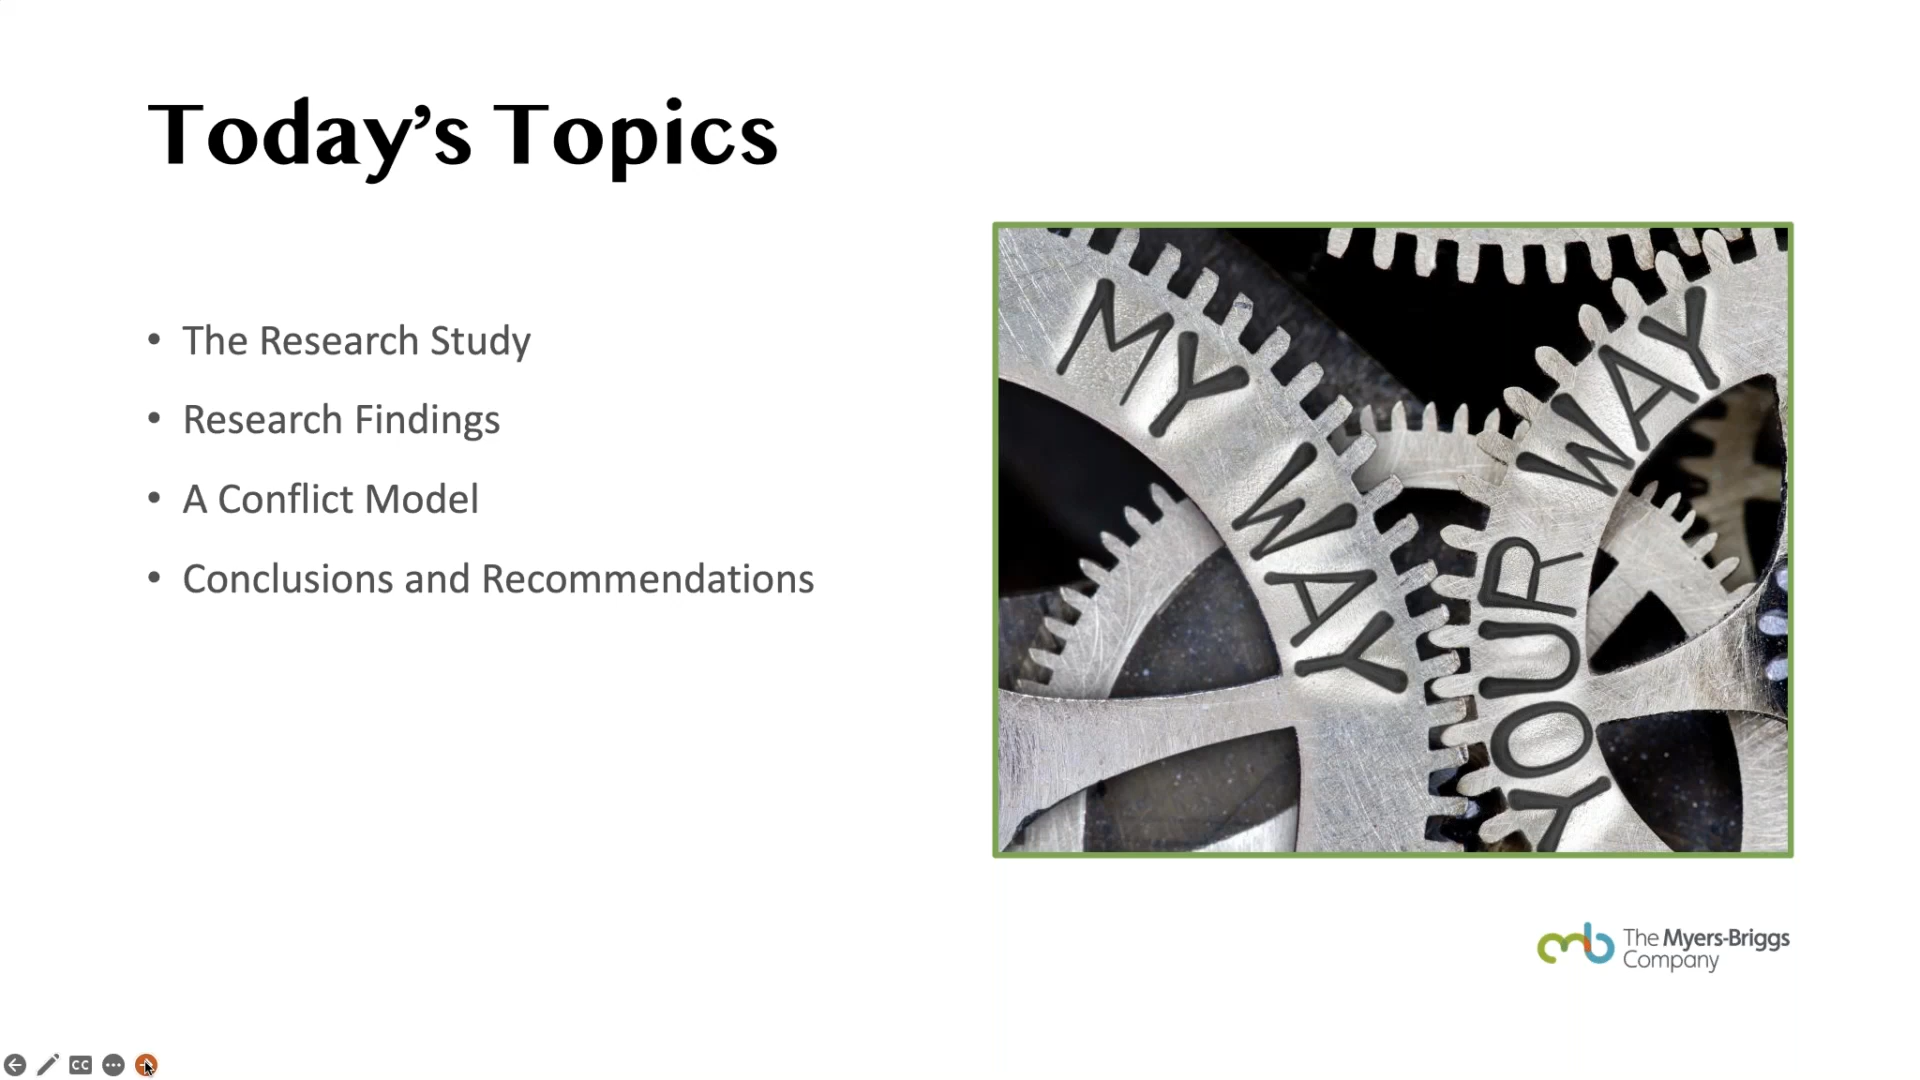 Today’s Topics
• The Research Study
• Research Findings
• A Conflict Model
• Conclusions and Recommendations
MY WAY
YOUR WAY
mb The Myers-Briggs
Company
CC